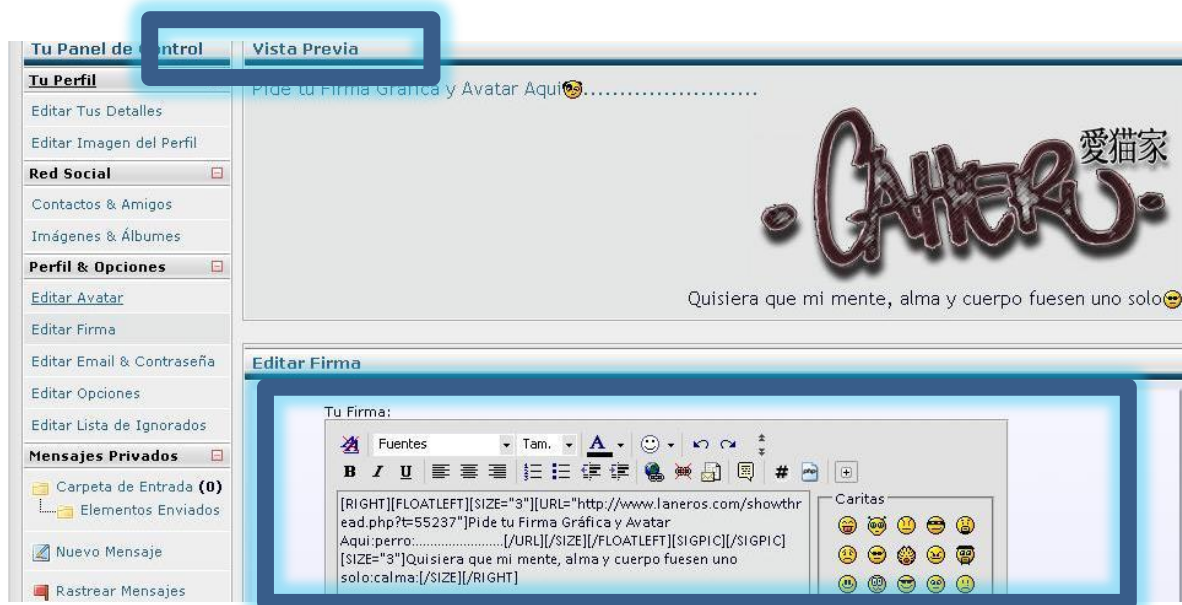 Tu Panel de Control
Tu Perfil
Editar Tus Detalles
Editar Imagen del Perfil
Red Social
Contactos & Amigos
Imágenes & Álbumes
Perfil & Opciones
Editar Avatar
Editar Firma
Editar Email & Contraseña
Editar Opciones
Editar Lista de Ignorados
Mensajes Privados
Carpeta de Entrada (0)
Elementos Enviados
Nuevo Mensaje
Rastrear Mensajes
Vista Previa
Pide tu Firma Gráfica y Avatar Aqui........................
CAHERU
愛猫家
Quisiera que mi mente, alma y cuerpo fuesen uno solo
Editar Firma
Tu Firma:
Fuentes Tam. A
B I U # php
[RIGHT][FLOATLEFT][SIZE="3"][URL="http://www.laneros.com/showthr
ead.php?t=55237"]Pide tu Firma Gráfica y Avatar
Aqui:perro:........................[/URL][/SIZE][/FLOATLEFT][SIGPIC][/SIGPIC]
[SIZE="3"]Quisiera que mi mente, alma y cuerpo fuesen uno
solo:calma:[/SIZE][/RIGHT]
Caritas